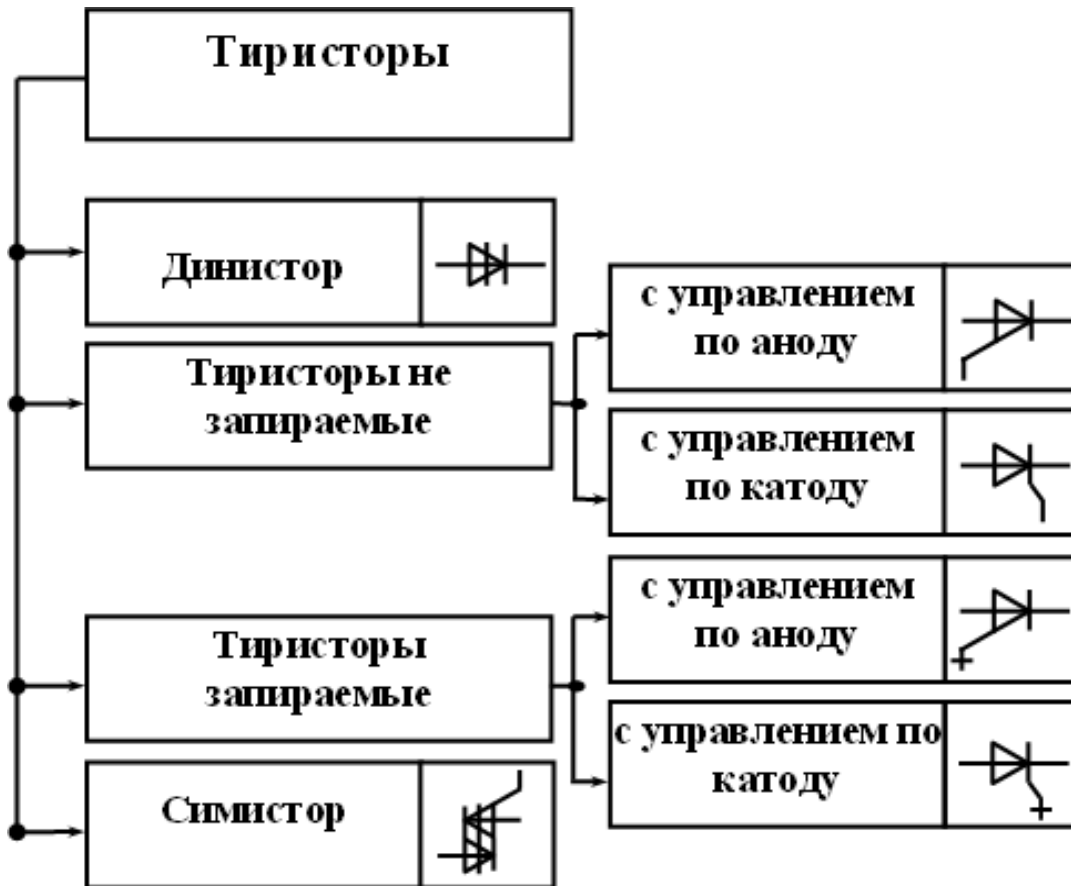 Тиристоры
Динистор
Тиристоры не
запираемые
с управлением
по аноду
с управлением
по катоду
Тиристоры
запираемые
с управлением
по аноду
с управлением по
катоду
Симистор